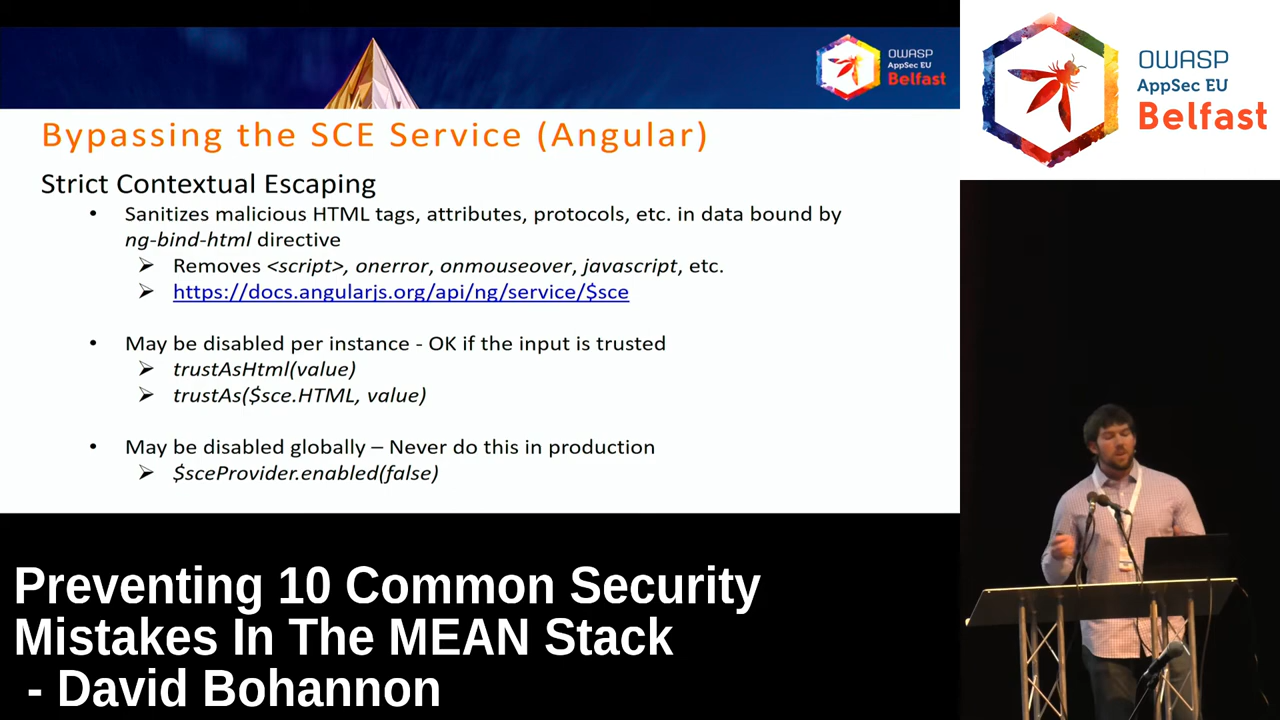 OWASP
AppSec EU
Belfast
OWASP
AppSec EU
Belfast
Bypassing the SCE Service (Angular)
Strict Contextual Escaping
• Sanitizes malicious HTML tags, attributes, protocols, etc. in data bound by
ng-bind-html directive
➢ Removes <script>, onerror, onmouseover, javascript, etc.
➢ https://docs.angularjs.org/api/ng/service/$sce
• May be disabled per instance - OK if the input is trusted
➢ trustAsHtml(value)
➢ trustAs($sce.HTML, value)
• May be disabled globally – Never do this in production
➢ $sceProvider.enabled(false)
Preventing 10 Common Security
Mistakes In The MEAN Stack
- David Bohannon